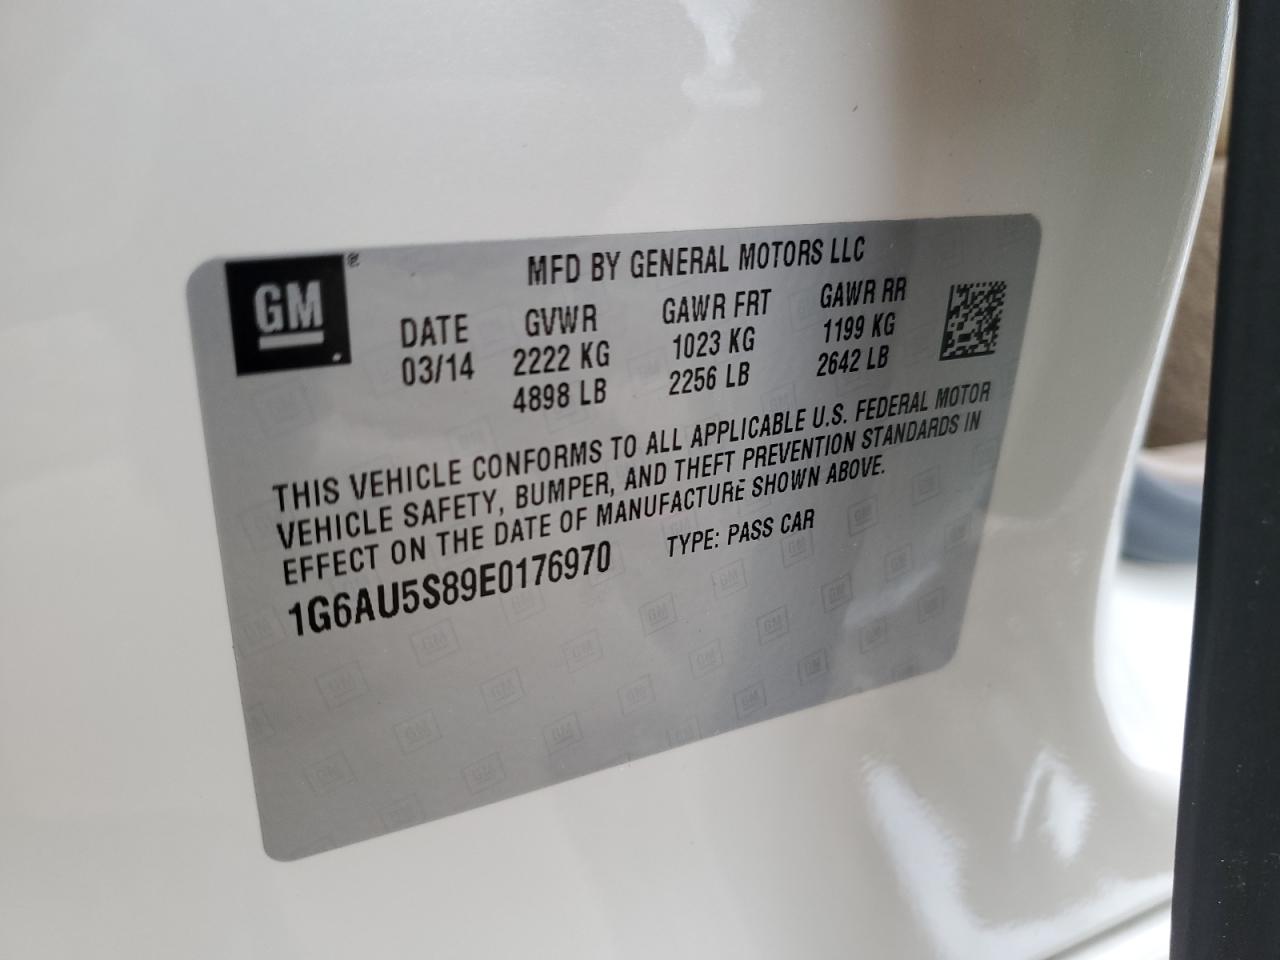 GM
MFD BY GENERAL MOTORS LLC
DATE GVWR GAWR FRT GAWR RR
03/14 2222 KG 1023 KG 1199 KG
4898 LB 2256 LB 2642 LB
THIS VEHICLE CONFORMS TO ALL APPLICABLE U.S. FEDERAL MOTOR
VEHICLE SAFETY, BUMPER, AND THEFT PREVENTION STANDARDS IN
EFFECT ON THE DATE OF MANUFACTURE SHOWN ABOVE.
1G6AU5S89E0176970 TYPE: PASS CAR